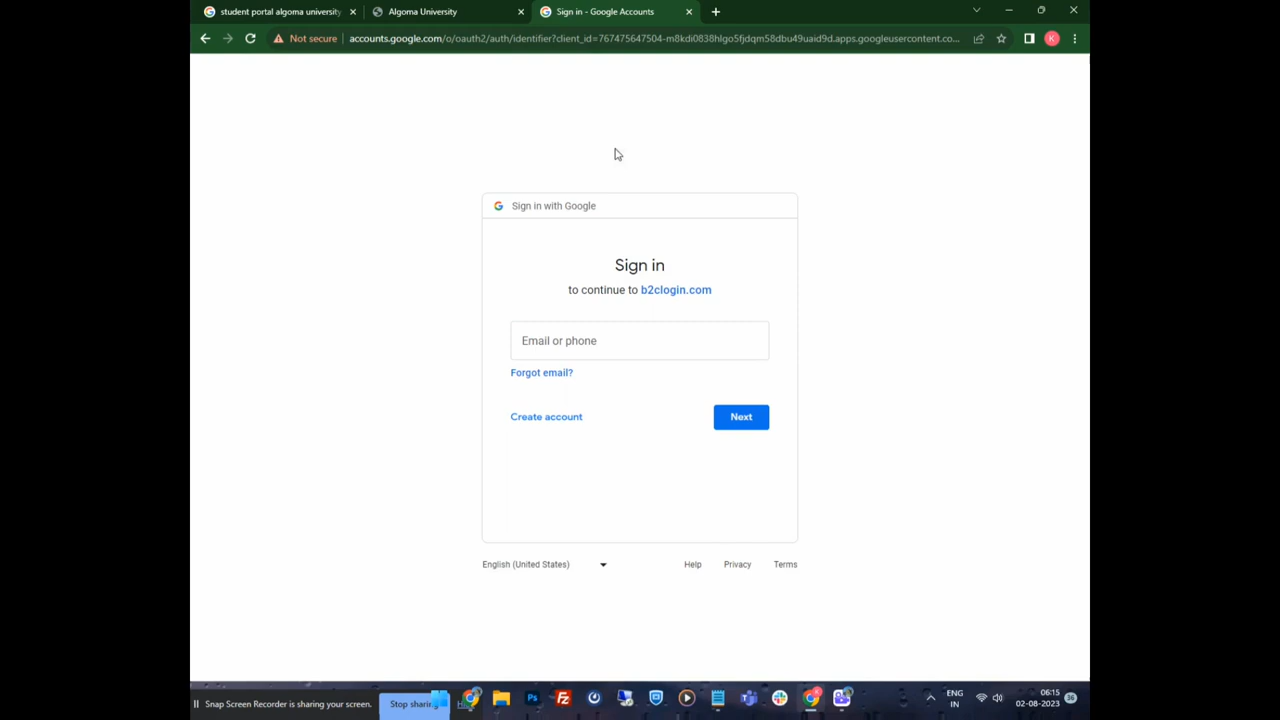 student portal algoma university
Algoma University
Sign in - Google Accounts
Not secure
accounts.google.com/o/oauth2/auth/identifier?client_id=767475647504-m8kdi0838hlgo5fjdqm58dbu49uaid9d.apps.googleusercontent.co...
K
Sign in with Google
Sign in
to continue to b2clogin.com
Email or phone
Forgot email?
Create account
Next
English (United States)
Help
Privacy
Terms
Snap Screen Recorder is sharing your screen.
Stop sharing
ENG
IN
06:15
02-08-2023
36